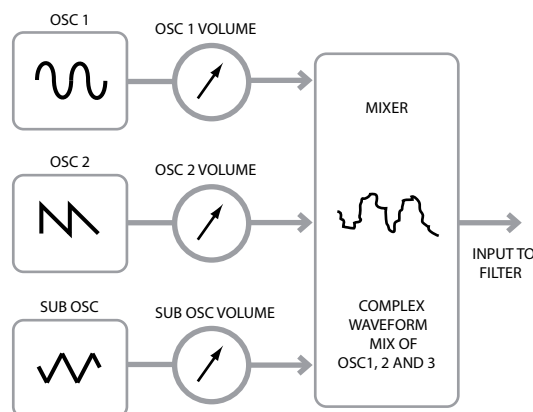 OSC 1
OSC 1 VOLUME
MIXER
OSC 2
OSC 2 VOLUME
INPUT TO
FILTER
SUB OSC
SUB OSC VOLUME
COMPLEX
WAVEFORM
MIX OF
OSC1, 2 AND 3